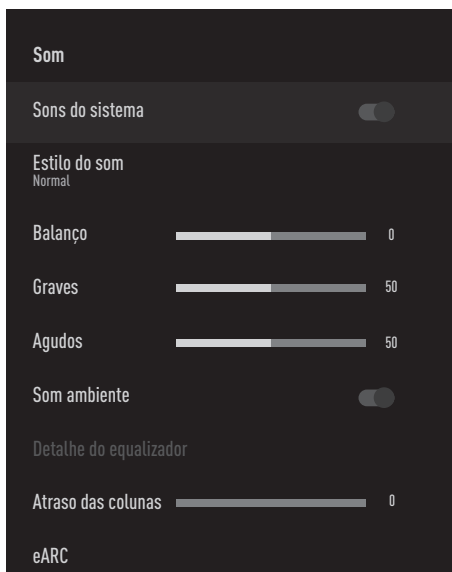 Som
Sons do sistema
Estilo do som
Normal
Balanço 0
Graves 50
Agudos 50
Som ambiente
Detalhe do equalizador
Atraso das colunas 0
eARC